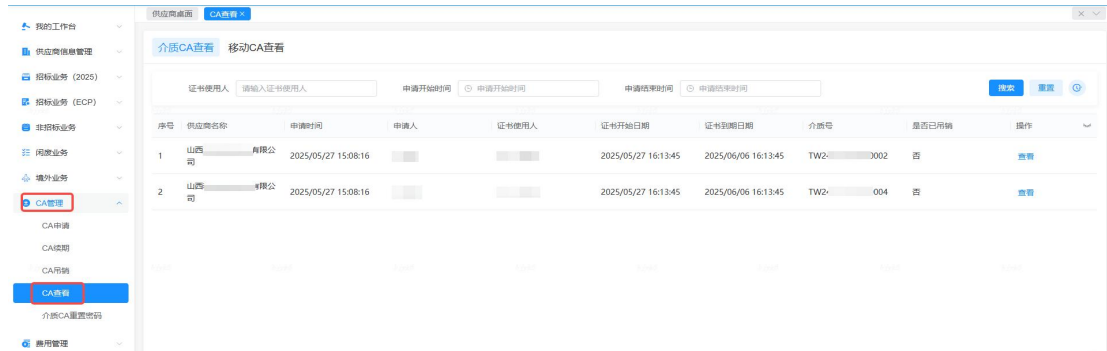 供应商桌面 CA查看 ×
我的工作台
供应商信息管理
招标业务（2025）
招标业务（ECP）
非招标业务
闲废业务
境外业务
CA管理
CA申请
CA续期
CA吊销
CA查看
介质CA重置密码
费用管理
介质CA查看 移动CA查看
证书使用人 请输入证书使用人 申请开始时间 申请开始时间 申请结束时间 申请结束时间 搜索 重置
序号 供应商名称 申请时间 申请人 证书使用人 证书开始日期 证书到期日期 介质号 是否已吊销 操作
1 山西 有限公司 2025/05/27 15:08:16 2025/05/27 16:13:45 2025/06/06 16:13:45 TW2 0002 否 查看
2 山西 有限公司 2025/05/27 15:08:16 2025/05/27 16:13:45 2025/06/06 16:13:45 TW2 004 否 查看